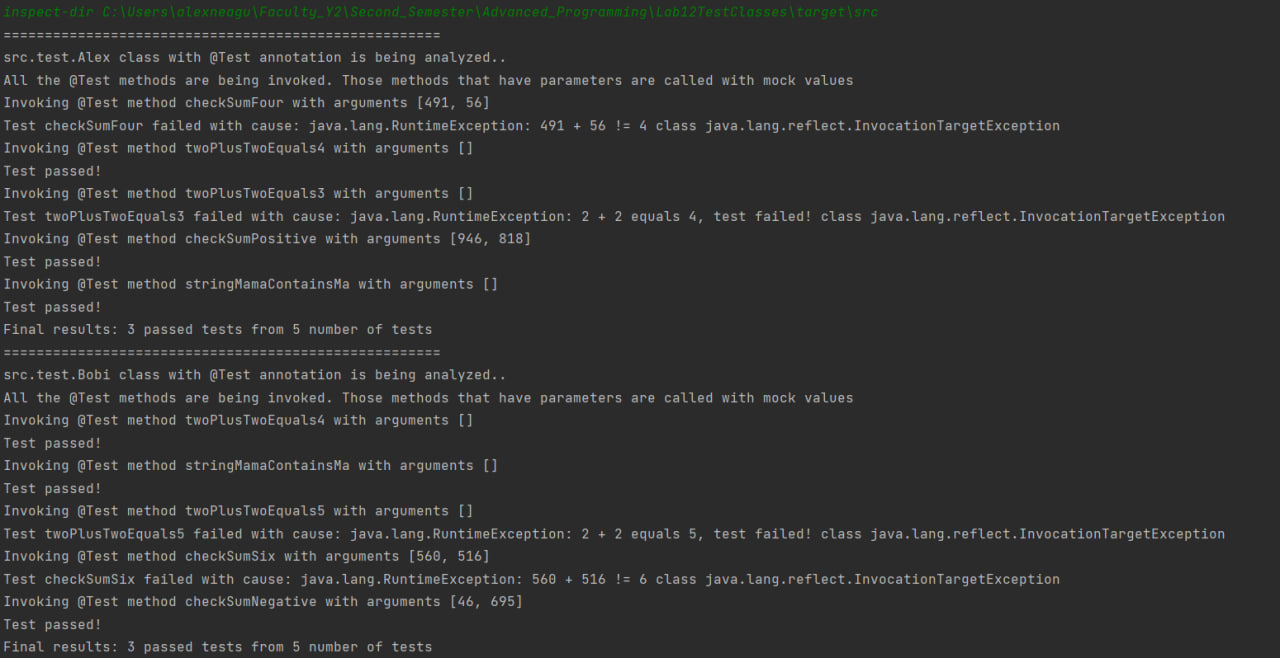 inspect-dir C:\Users\alexneagu\Faculty_Y2\Second_Semester\Advanced_Programming\Lab12TestClasses\target\src
=====================================================
src.test.Alex class with @Test annotation is being analyzed..
All the @Test methods are being invoked. Those methods that have parameters are called with mock values
Invoking @Test method checkSumFour with arguments [491, 56]
Test checkSumFour failed with cause: java.lang.RuntimeException: 491 + 56 != 4 class java.lang.reflect.InvocationTargetException
Invoking @Test method twoPlusTwoEquals4 with arguments []
Test passed!
Invoking @Test method twoPlusTwoEquals3 with arguments []
Test twoPlusTwoEquals3 failed with cause: java.lang.RuntimeException: 2 + 2 equals 4, test failed! class java.lang.reflect.InvocationTargetException
Invoking @Test method checkSumPositive with arguments [946, 818]
Test passed!
Invoking @Test method stringMamaContainsMa with arguments []
Test passed!
Final results: 3 passed tests from 5 number of tests
=====================================================
src.test.Bobi class with @Test annotation is being analyzed..
All the @Test methods are being invoked. Those methods that have parameters are called with mock values
Invoking @Test method twoPlusTwoEquals4 with arguments []
Test passed!
Invoking @Test method stringMamaContainsMa with arguments []
Test passed!
Invoking @Test method twoPlusTwoEquals5 with arguments []
Test twoPlusTwoEquals5 failed with cause: java.lang.RuntimeException: 2 + 2 equals 5, test failed! class java.lang.reflect.InvocationTargetException
Invoking @Test method checkSumSix with arguments [560, 516]
Test checkSumSix failed with cause: java.lang.RuntimeException: 560 + 516 != 6 class java.lang.reflect.InvocationTargetException
Invoking @Test method checkSumNegative with arguments [46, 695]
Test passed!
Final results: 3 passed tests from 5 number of tests